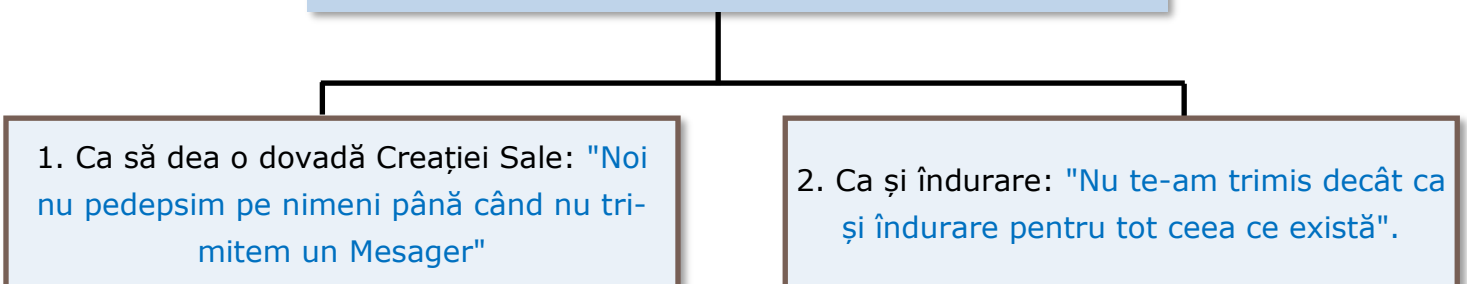 1. Ca să dea o dovadă Creației Sale: "Noi
nu pedepsim pe nimeni până când nu tri-
mitem un Mesager"
2. Ca și îndurare: "Nu te-am trimis decât ca
și îndurare pentru tot ceea ce există".